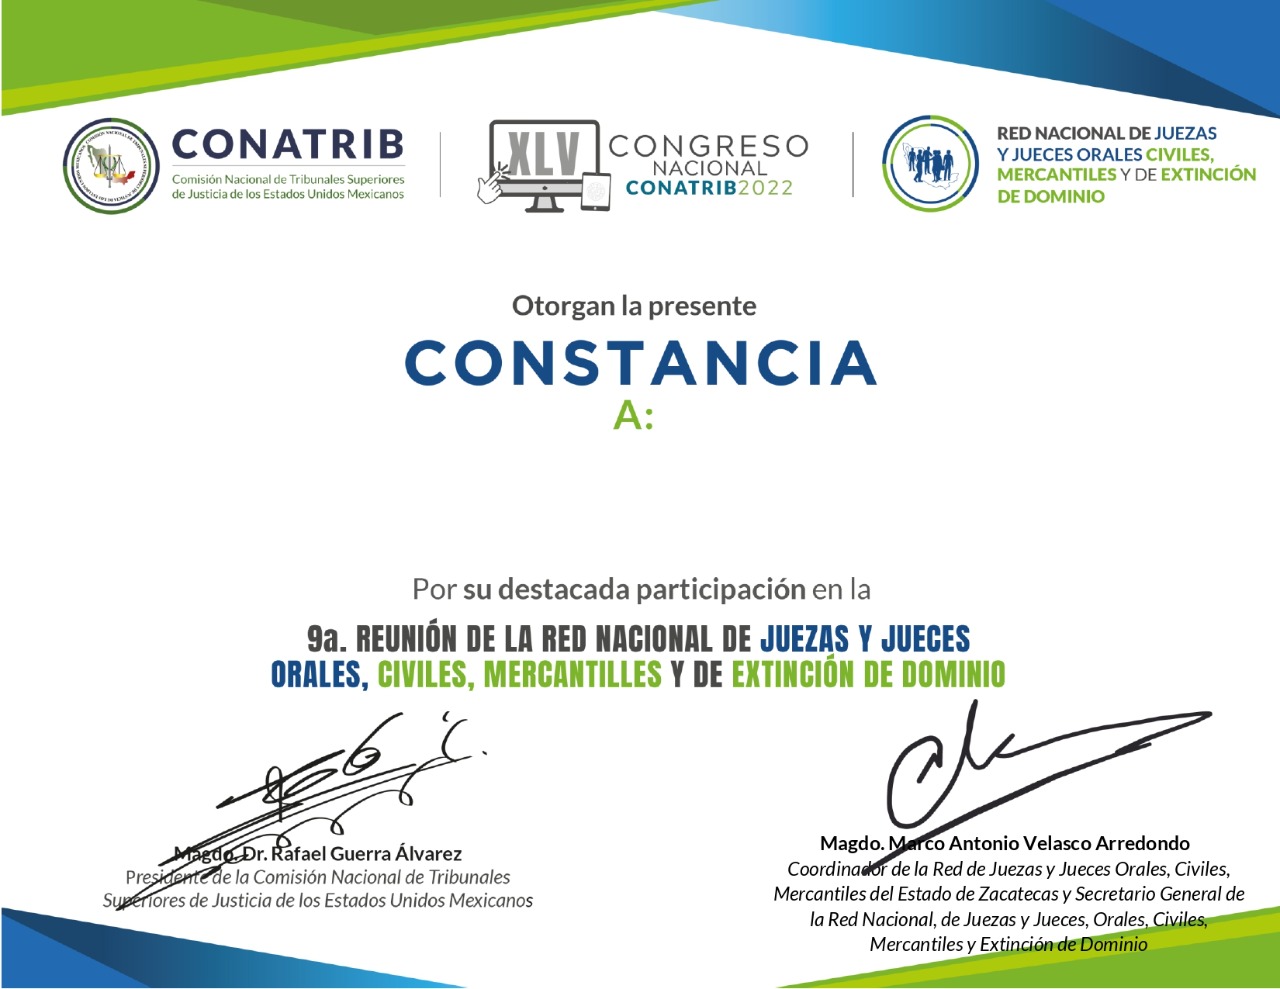 CONATRIB
Comisión Nacional de Tribunales Superiores
de Justicia de los Estados Unidos Mexicanos
XLV
CONGRESO
NACIONAL
CONATRIB2022
RED NACIONAL DE JUEZAS
Y JUECES ORALES CIVILES,
MERCANTILES Y DE EXTINCIÓN
DE DOMINIO
Otorgan la presente
CONSTANCIA
A:
Por su destacada participación en la
9a. REUNIÓN DE LA RED NACIONAL DE JUEZAS Y JUECES
ORALES, CIVILES, MERCANTILLES Y DE EXTINCIÓN DE DOMINIO
Magdo. Dr. Rafael Guerra Álvarez
Presidente de la Comisión Nacional de Tribunales
Superiores de Justicia de los Estados Unidos Mexicanos
Magdo. Marco Antonio Velasco Arredondo
Coordinador de la Red de Juezas y Jueces Orales, Civiles,
Mercantiles del Estado de Zacatecas y Secretario General de
la Red Nacional, de Juezas y Jueces, Orales, Civiles,
Mercantiles y Extinción de Dominio